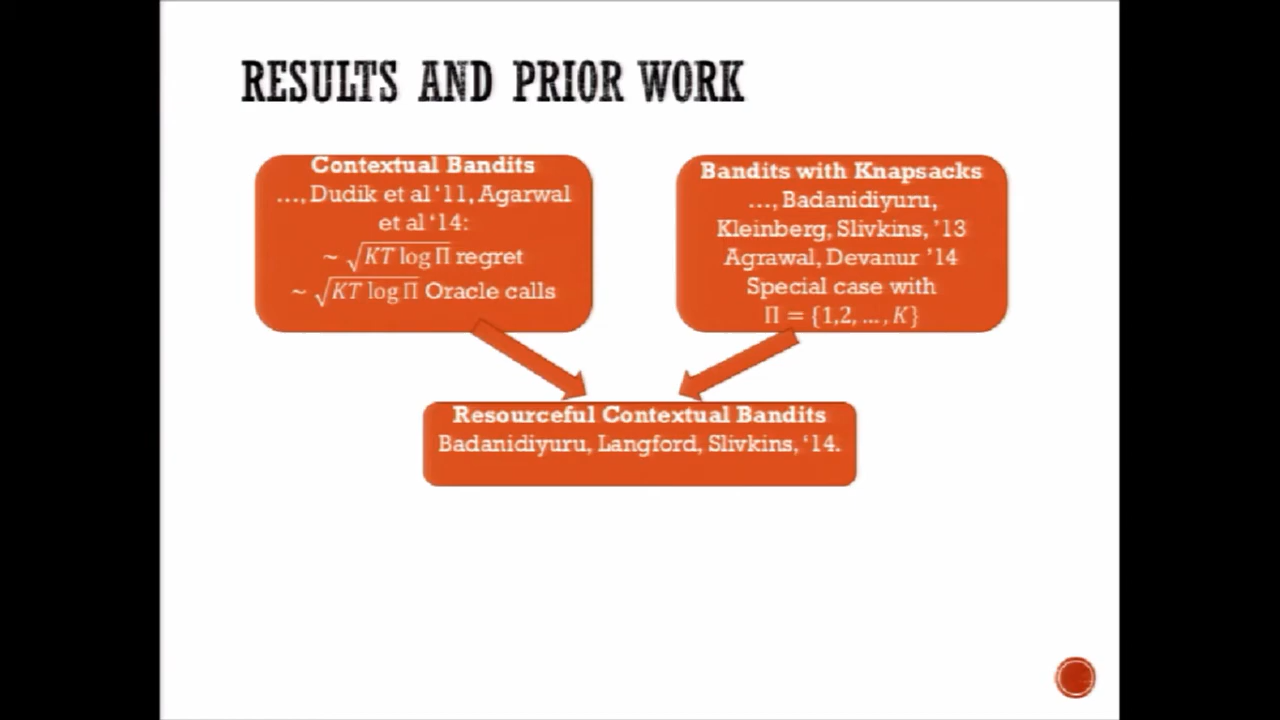 RESULTS AND PRIOR WORK
Contextual Bandits
..., Dudik et al ‘11, Agarwal
et al ‘14:
~ √KT log Π regret
~ √KT log Π Oracle calls
Bandits with Knapsacks
..., Badanidiyuru,
Kleinberg, Slivkins, ’13
Agrawal, Devanur ’14
Special case with
Π = {1,2, ... , K}
Resourceful Contextual Bandits
Badanidiyuru, Langford, Slivkins, ‘14.